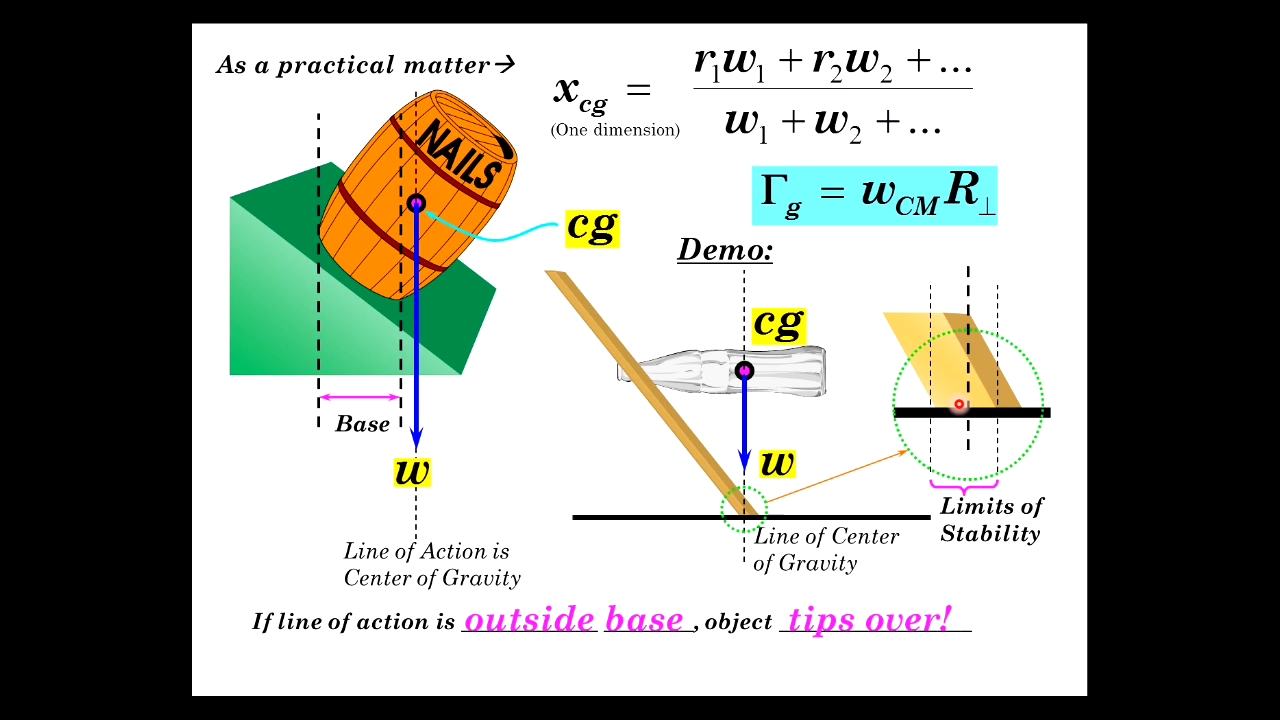 As a practical matter→
x_cg = (r₁w₁ + r₂w₂ + ...) / (w₁ + w₂ + ...)
(One dimension)
NAILS
Γ_g = w_CM R_⊥
cg
Demo:
cg
Base
w
w
Limits of
Stability
Line of Center
of Gravity
Line of Action is
Center of Gravity
If line of action is outside base, object tips over!